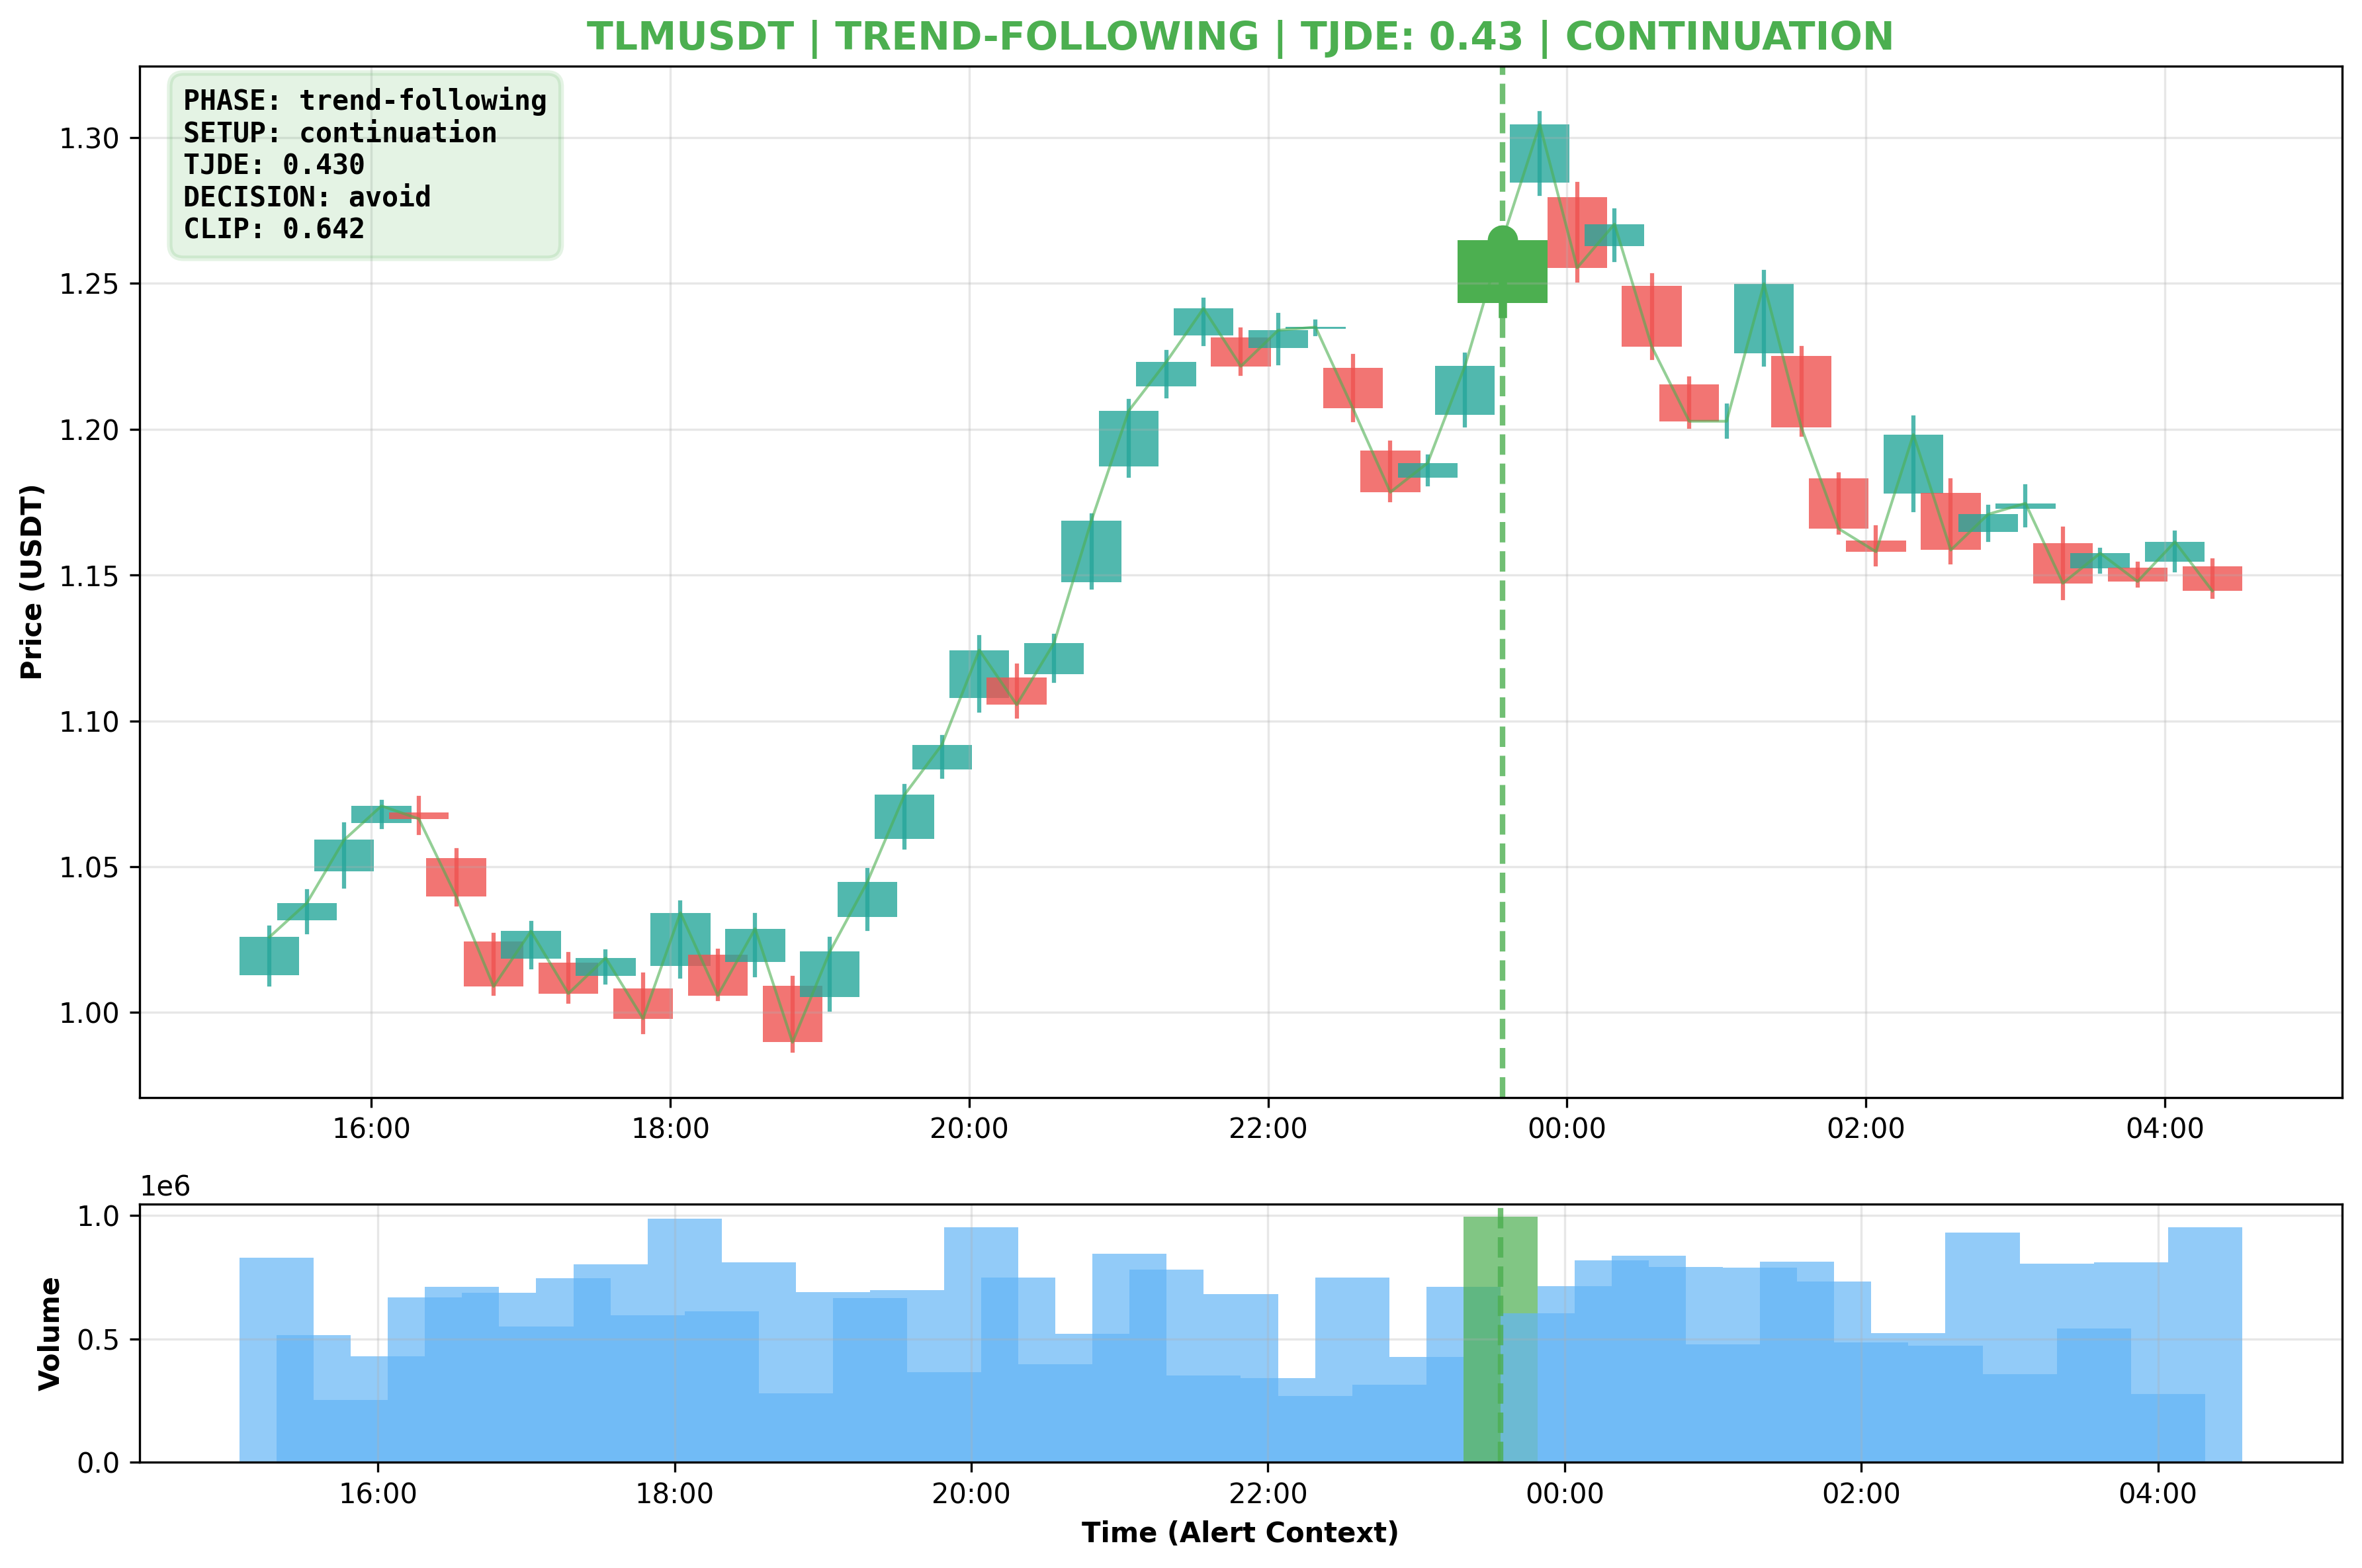 TLMUSDT | TREND-FOLLOWING | TJDE: 0.43 | CONTINUATION
PHASE: trend-following
SETUP: continuation
TJDE: 0.430
DECISION: avoid
CLIP: 0.642
Price (USDT)
1.30
1.25
1.20
1.15
1.10
1.05
1.00
16:00 18:00 20:00 22:00 00:00 02:00 04:00
1e6
Volume
1.0
0.5
0.0
16:00 18:00 20:00 22:00 00:00 02:00 04:00
Time (Alert Context)